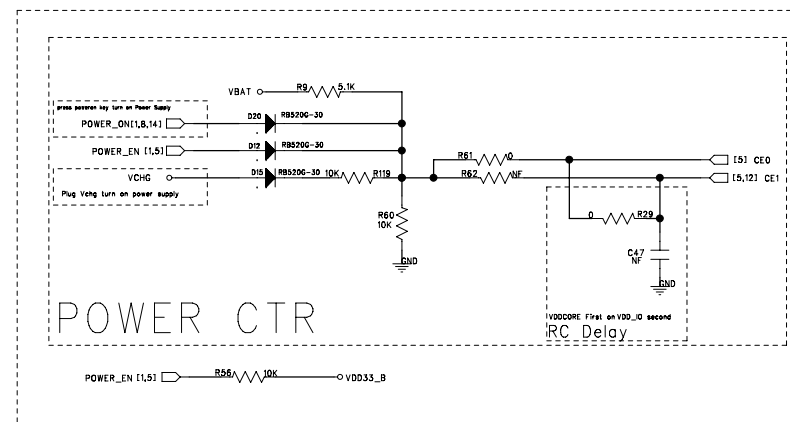 VBAT R9 5.1K
press poweron key turn on Power Supply
POWER_ON[1,8,14] D20 RB520G-30
POWER_EN [1,5] D12 RB520G-30
VCHG D15 RB520G-30 10K R119
Plug Vchg turn on power supply
R61 0 [5] CE0
R62 NF [5,12] CE1
R60
10K
GND
0 R29
C47
NF
GND
VDDCORE First on VDD_IO second
RC Delay
POWER CTR
POWER_EN [1,5] R56 10K VDD33_B